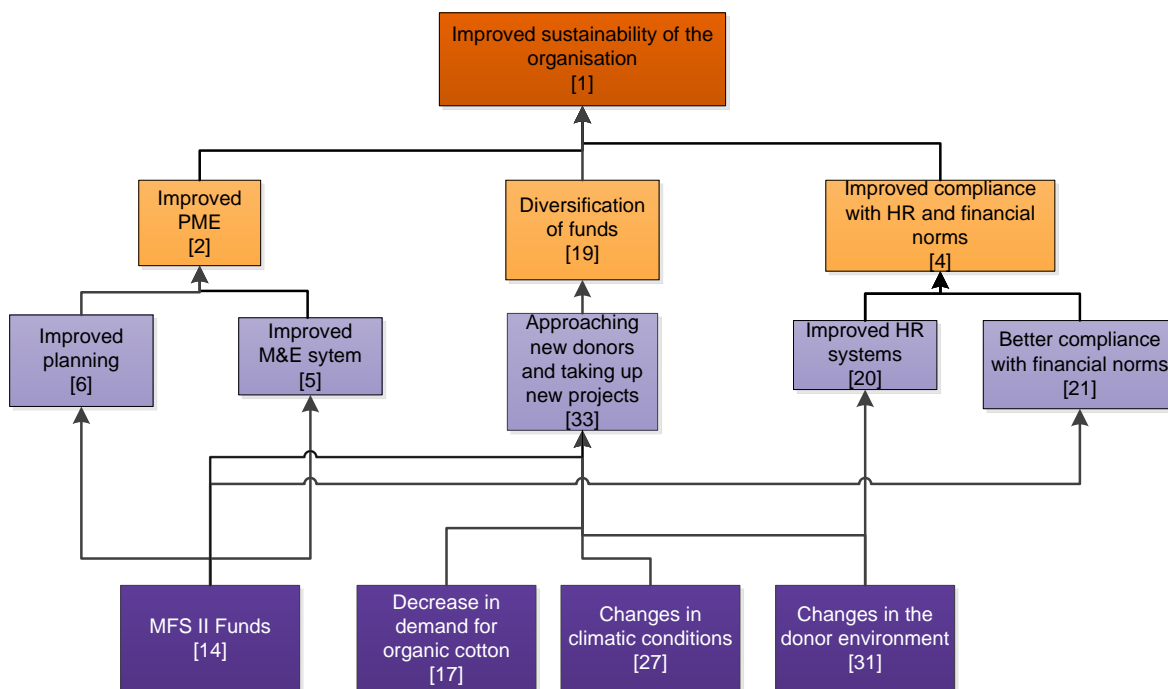 Improved sustainability of the
organisation
[1]
Improved
PME
[2]
Diversification
of funds
[19]
Improved compliance
with HR and financial
norms
[4]
Improved
planning
[6]
Improved
M&E sytem
[5]
Approaching
new donors
and taking up
new projects
[33]
Improved HR
systems
[20]
Better compliance
with financial norms
[21]
MFS II Funds
[14]
Decrease in
demand for
organic cotton
[17]
Changes in
climatic conditions
[27]
Changes in the
donor environment
[31]